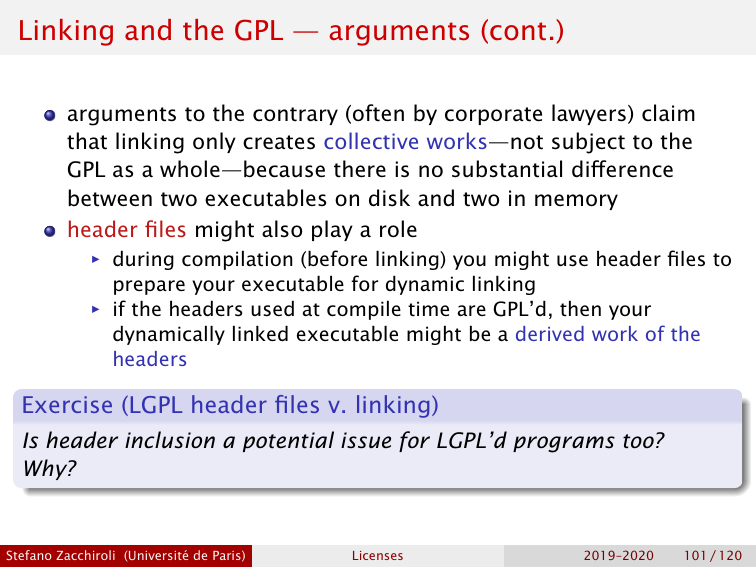 Linking and the GPL — arguments (cont.)
arguments to the contrary (often by corporate lawyers) claim
that linking only creates collective works—not subject to the
GPL as a whole—because there is no substantial difference
between two executables on disk and two in memory
header files might also play a role
during compilation (before linking) you might use header files to
prepare your executable for dynamic linking
if the headers used at compile time are GPL’d, then your
dynamically linked executable might be a derived work of the
headers
Exercise (LGPL header files v. linking)
Is header inclusion a potential issue for LGPL’d programs too?
Why?
Stefano Zacchiroli (Université de Paris) Licenses 2019–2020 101 / 120